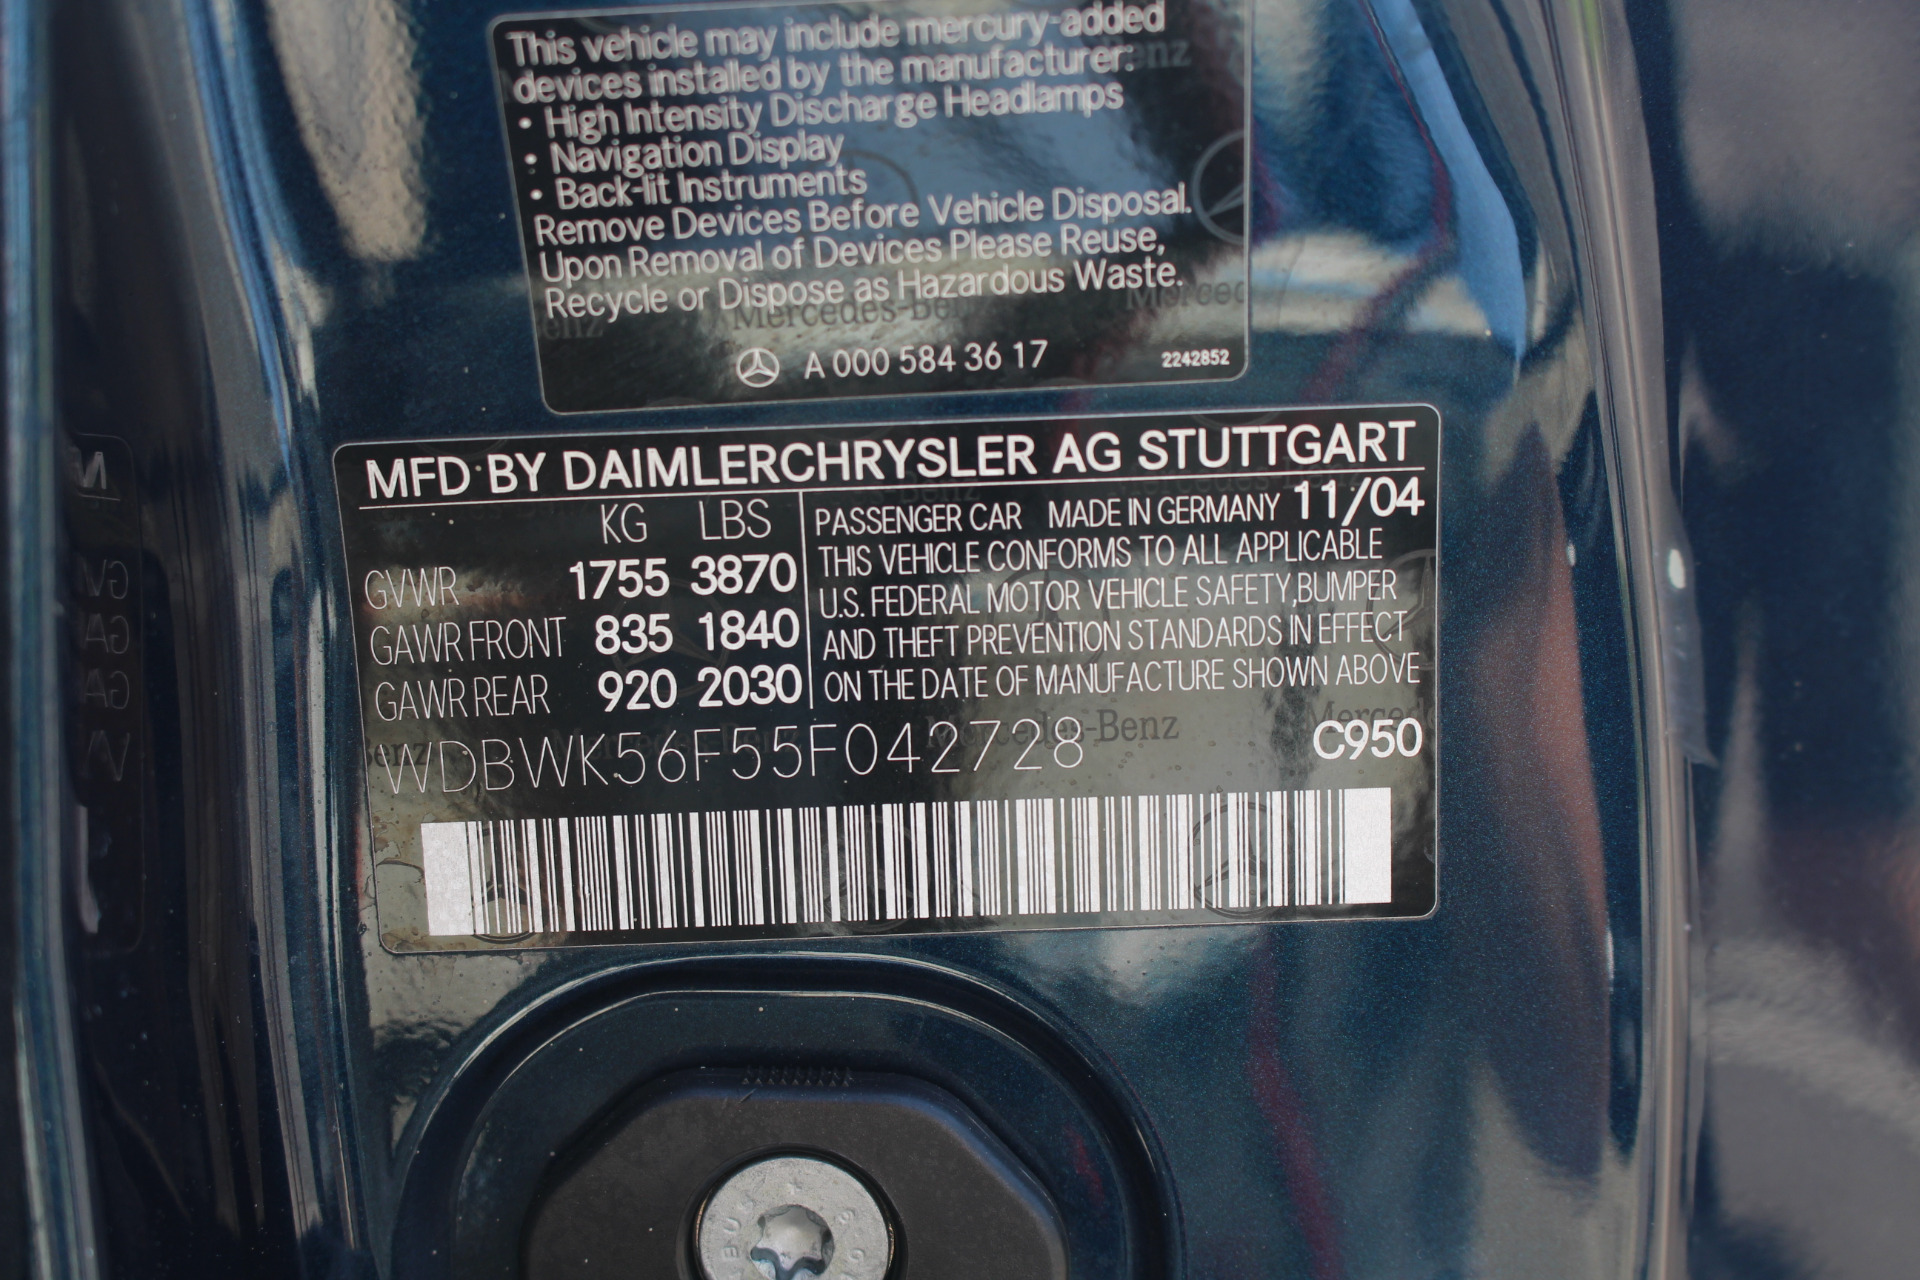 This vehicle may include mercury-added
devices installed by the manufacturer:
• High Intensity Discharge Headlamps
• Navigation Display
• Back-lit Instruments
Remove Devices Before Vehicle Disposal.
Upon Removal of Devices Please Reuse,
Recycle or Dispose as Hazardous Waste.
A 000 584 36 17 2242852
MFD BY DAIMLERCHRYSLER AG STUTTGART
KG LBS
GVWR 1755 3870
GAWR FRONT 835 1840
GAWR REAR 920 2030
PASSENGER CAR MADE IN GERMANY 11/04
THIS VEHICLE CONFORMS TO ALL APPLICABLE
U.S. FEDERAL MOTOR VEHICLE SAFETY,BUMPER
AND THEFT PREVENTION STANDARDS IN EFFECT
ON THE DATE OF MANUFACTURE SHOWN ABOVE
WDBWK56F55F042728 C950
Mercedes-Benz